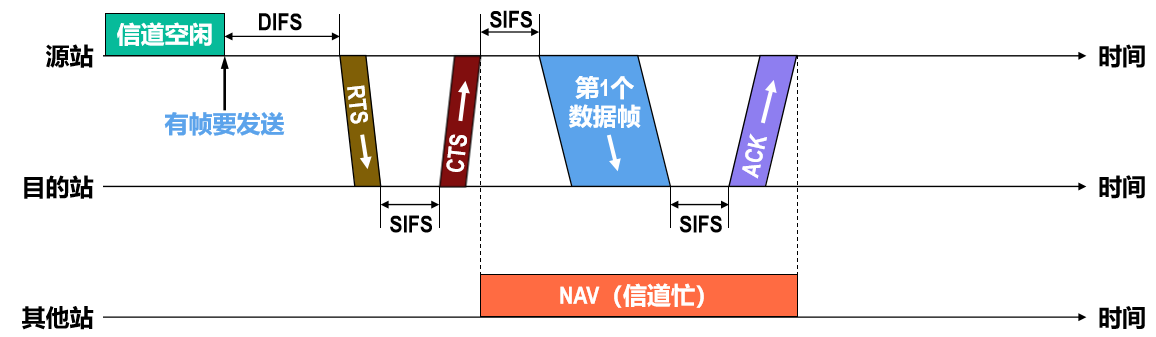 信道空闲
DIFS
SIFS
源站
时间
有帧要发送
RTS
CTS
第1个
数据帧
ACK
目的站
时间
SIFS
SIFS
NAV（信道忙）
其他站
时间